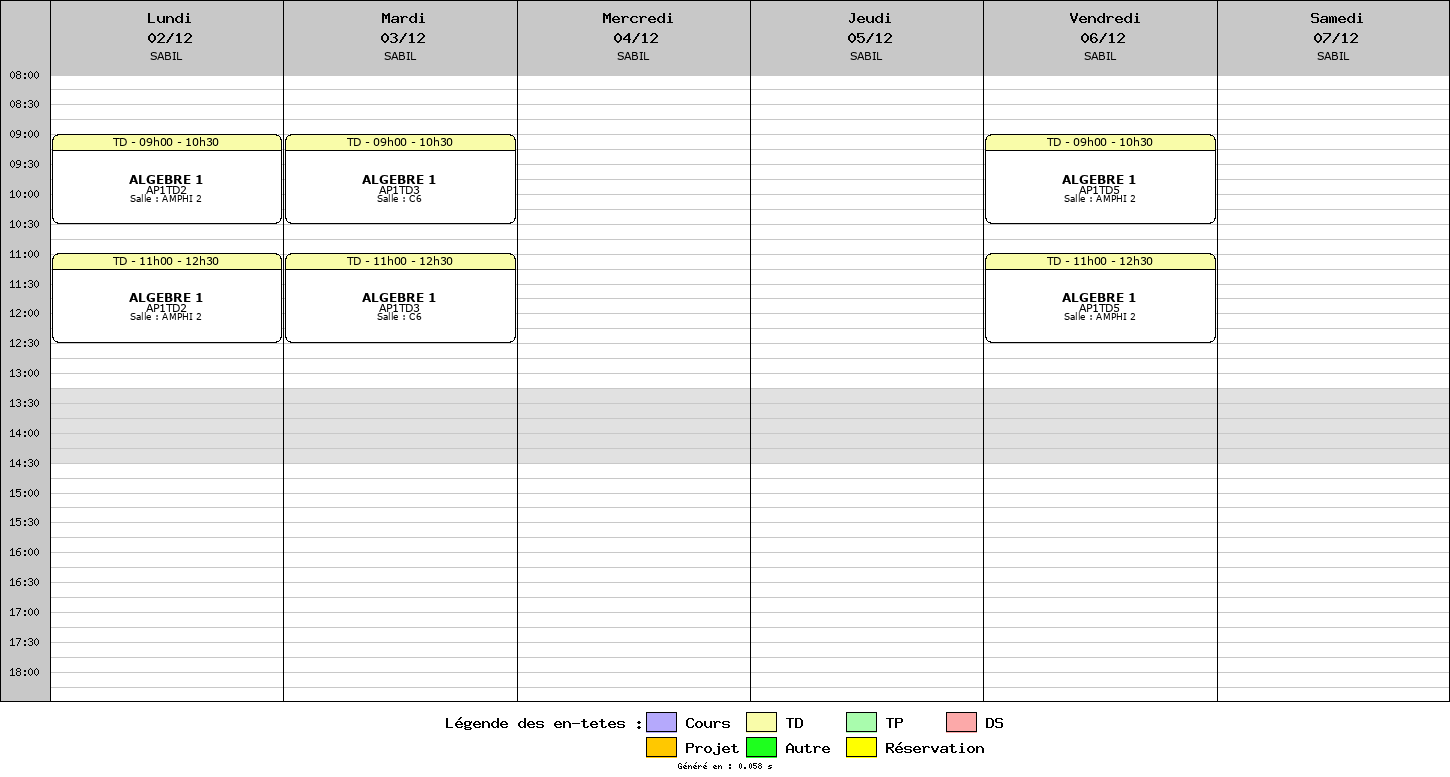 Lundi
02/12
SABIL
Mardi
03/12
SABIL
Mercredi
04/12
SABIL
Jeudi
05/12
SABIL
Vendredi
06/12
SABIL
Samedi
07/12
SABIL
08:00
08:30
09:00
09:30
10:00
10:30
11:00
11:30
12:00
12:30
13:00
13:30
14:00
14:30
15:00
15:30
16:00
16:30
17:00
17:30
18:00
TD - 09h00 - 10h30
ALGEBRE 1
AP1TD2
Salle : AMPHI 2
TD - 11h00 - 12h30
ALGEBRE 1
AP1TD2
Salle : AMPHI 2
TD - 09h00 - 10h30
ALGEBRE 1
AP1TD3
Salle : C6
TD - 11h00 - 12h30
ALGEBRE 1
AP1TD3
Salle : C6
TD - 09h00 - 10h30
ALGEBRE 1
AP1TD5
Salle : AMPHI 2
TD - 11h00 - 12h30
ALGEBRE 1
AP1TD5
Salle : AMPHI 2
Légende des en-tetes : Cours TD TP DS
Projet Autre Réservation
Généré en : 0.058 s